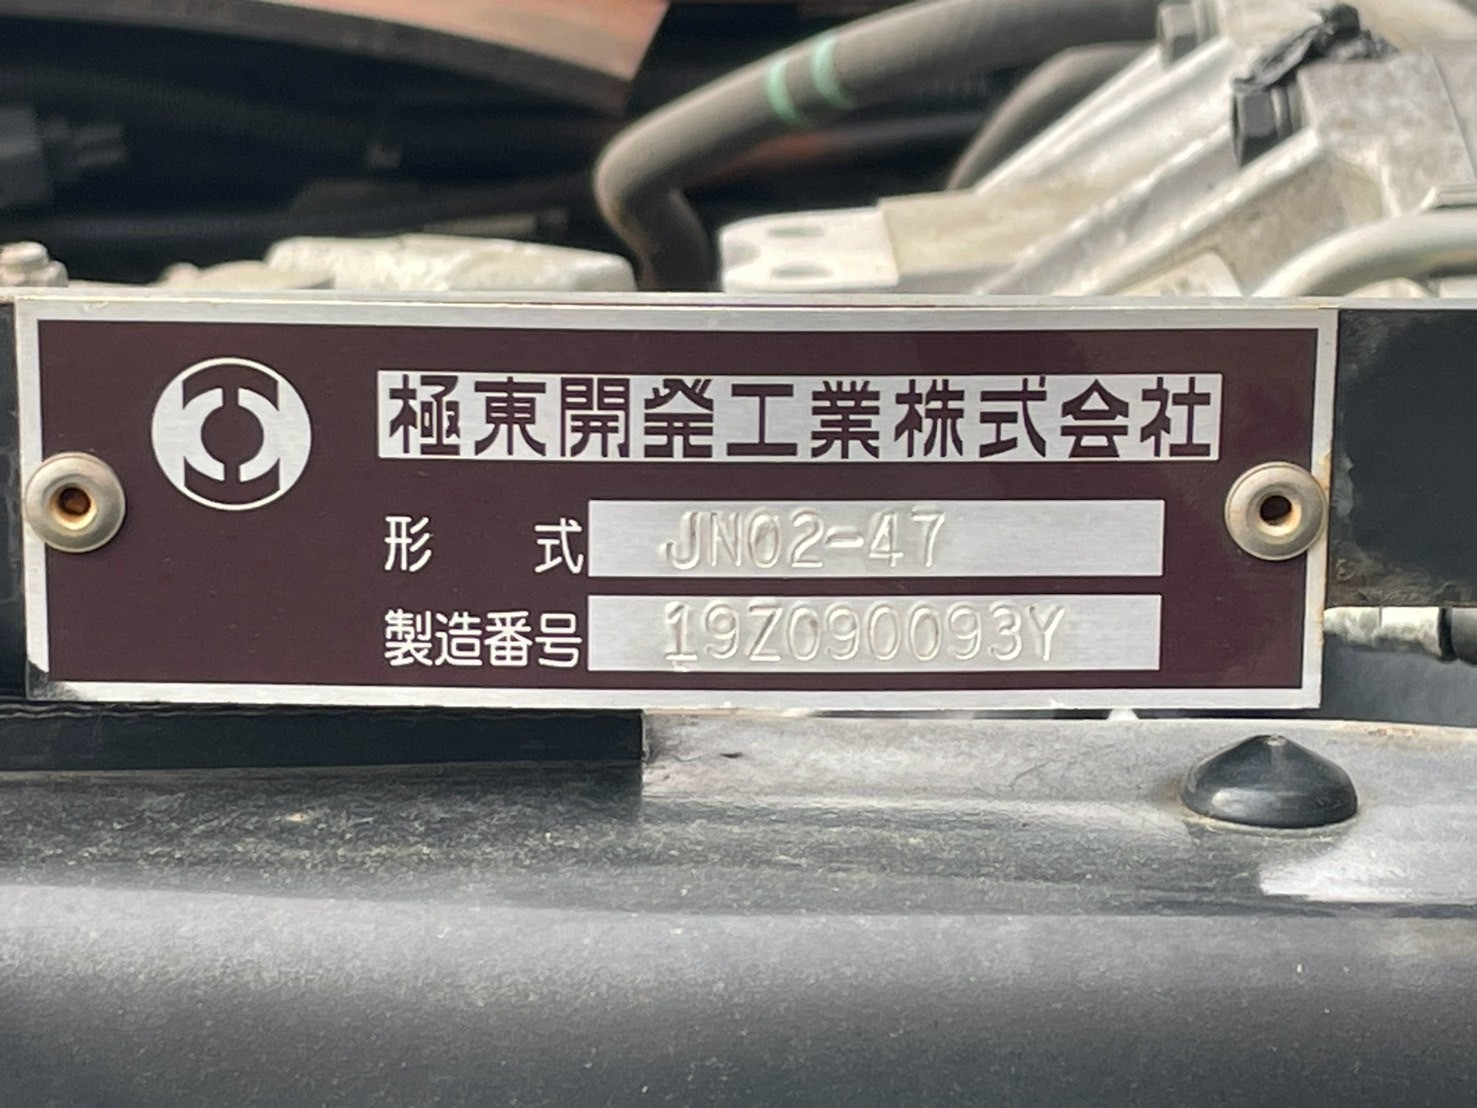 極東開発工業株式会社
形 式 JN02-47
製造番号 19Z090093Y